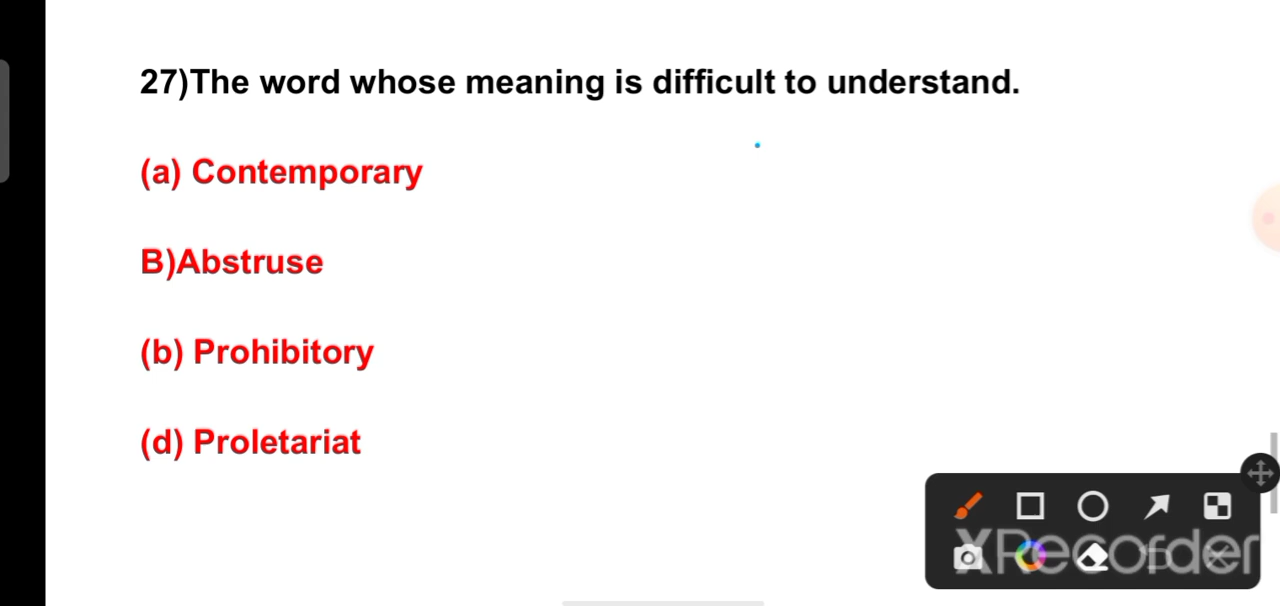 27)The word whose meaning is difficult to understand.
(a) Contemporary
B)Abstruse
(b) Prohibitory
(d) Proletariat
XRecorder